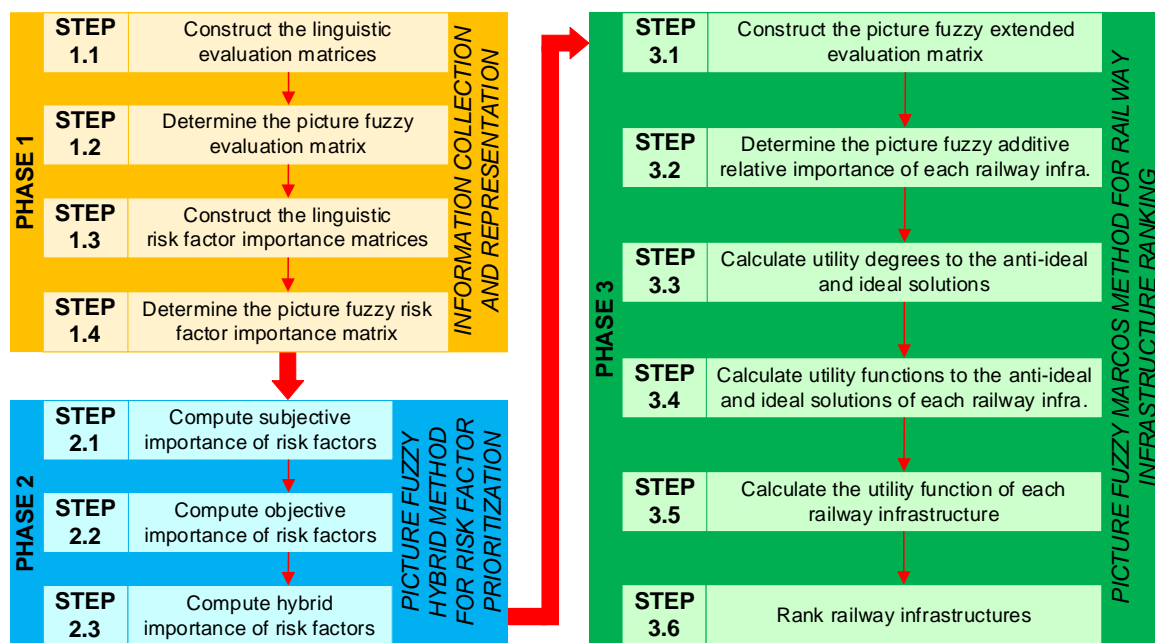 PHASE 1
STEP
1.1
Construct the linguistic
evaluation matrices
STEP
1.2
Determine the picture fuzzy
evaluation matrix
STEP
1.3
Construct the linguistic
risk factor importance matrices
STEP
1.4
Determine the picture fuzzy risk
factor importance matrix
INFORMATION COLLECTION
AND REPRESENTATION
PHASE 2
STEP
2.1
Compute subjective
importance of risk factors
STEP
2.2
Compute objective
importance of risk factors
STEP
2.3
Compute hybrid
importance of risk factors
PICTURE FUZZY
HYBRID METHOD
FOR RISK FACTOR
PRIORITIZATION
PHASE 3
STEP
3.1
Construct the picture fuzzy extended
evaluation matrix
STEP
3.2
Determine the picture fuzzy additive
relative importance of each railway infra.
STEP
3.3
Calculate utility degrees to the anti-ideal
and ideal solutions
STEP
3.4
Calculate utility functions to the anti-ideal
and ideal solutions of each railway infra.
STEP
3.5
Calculate the utility function of each
railway infrastructure
STEP
3.6
Rank railway infrastructures
PICTURE FUZZY MARCOS METHOD FOR RAILWAY
INFRASTRUCTURE RANKING